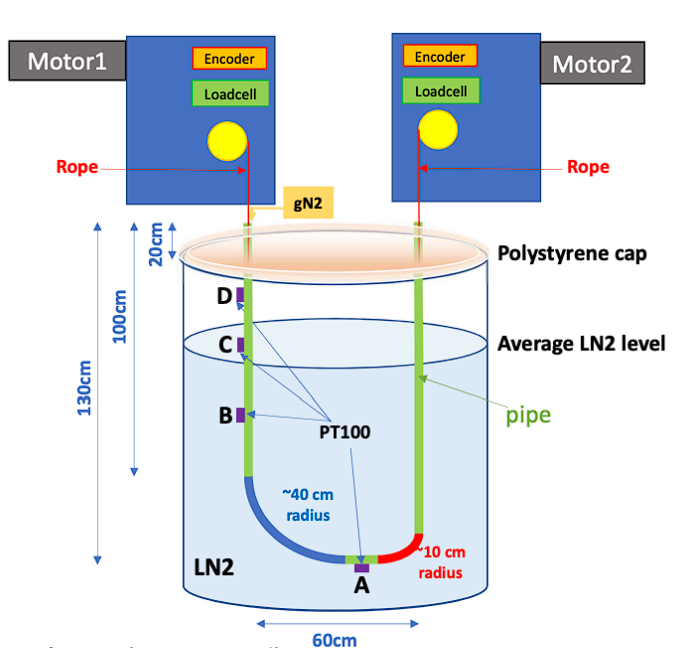 Motor1
Encoder
Loadcell
Encoder
Loadcell
Motor2
Rope
Rope
gN2
20cm
Polystyrene cap
D
100cm
C
Average LN2 level
130cm
B
PT100
pipe
~40 cm
radius
~10 cm
radius
LN2
A
60cm